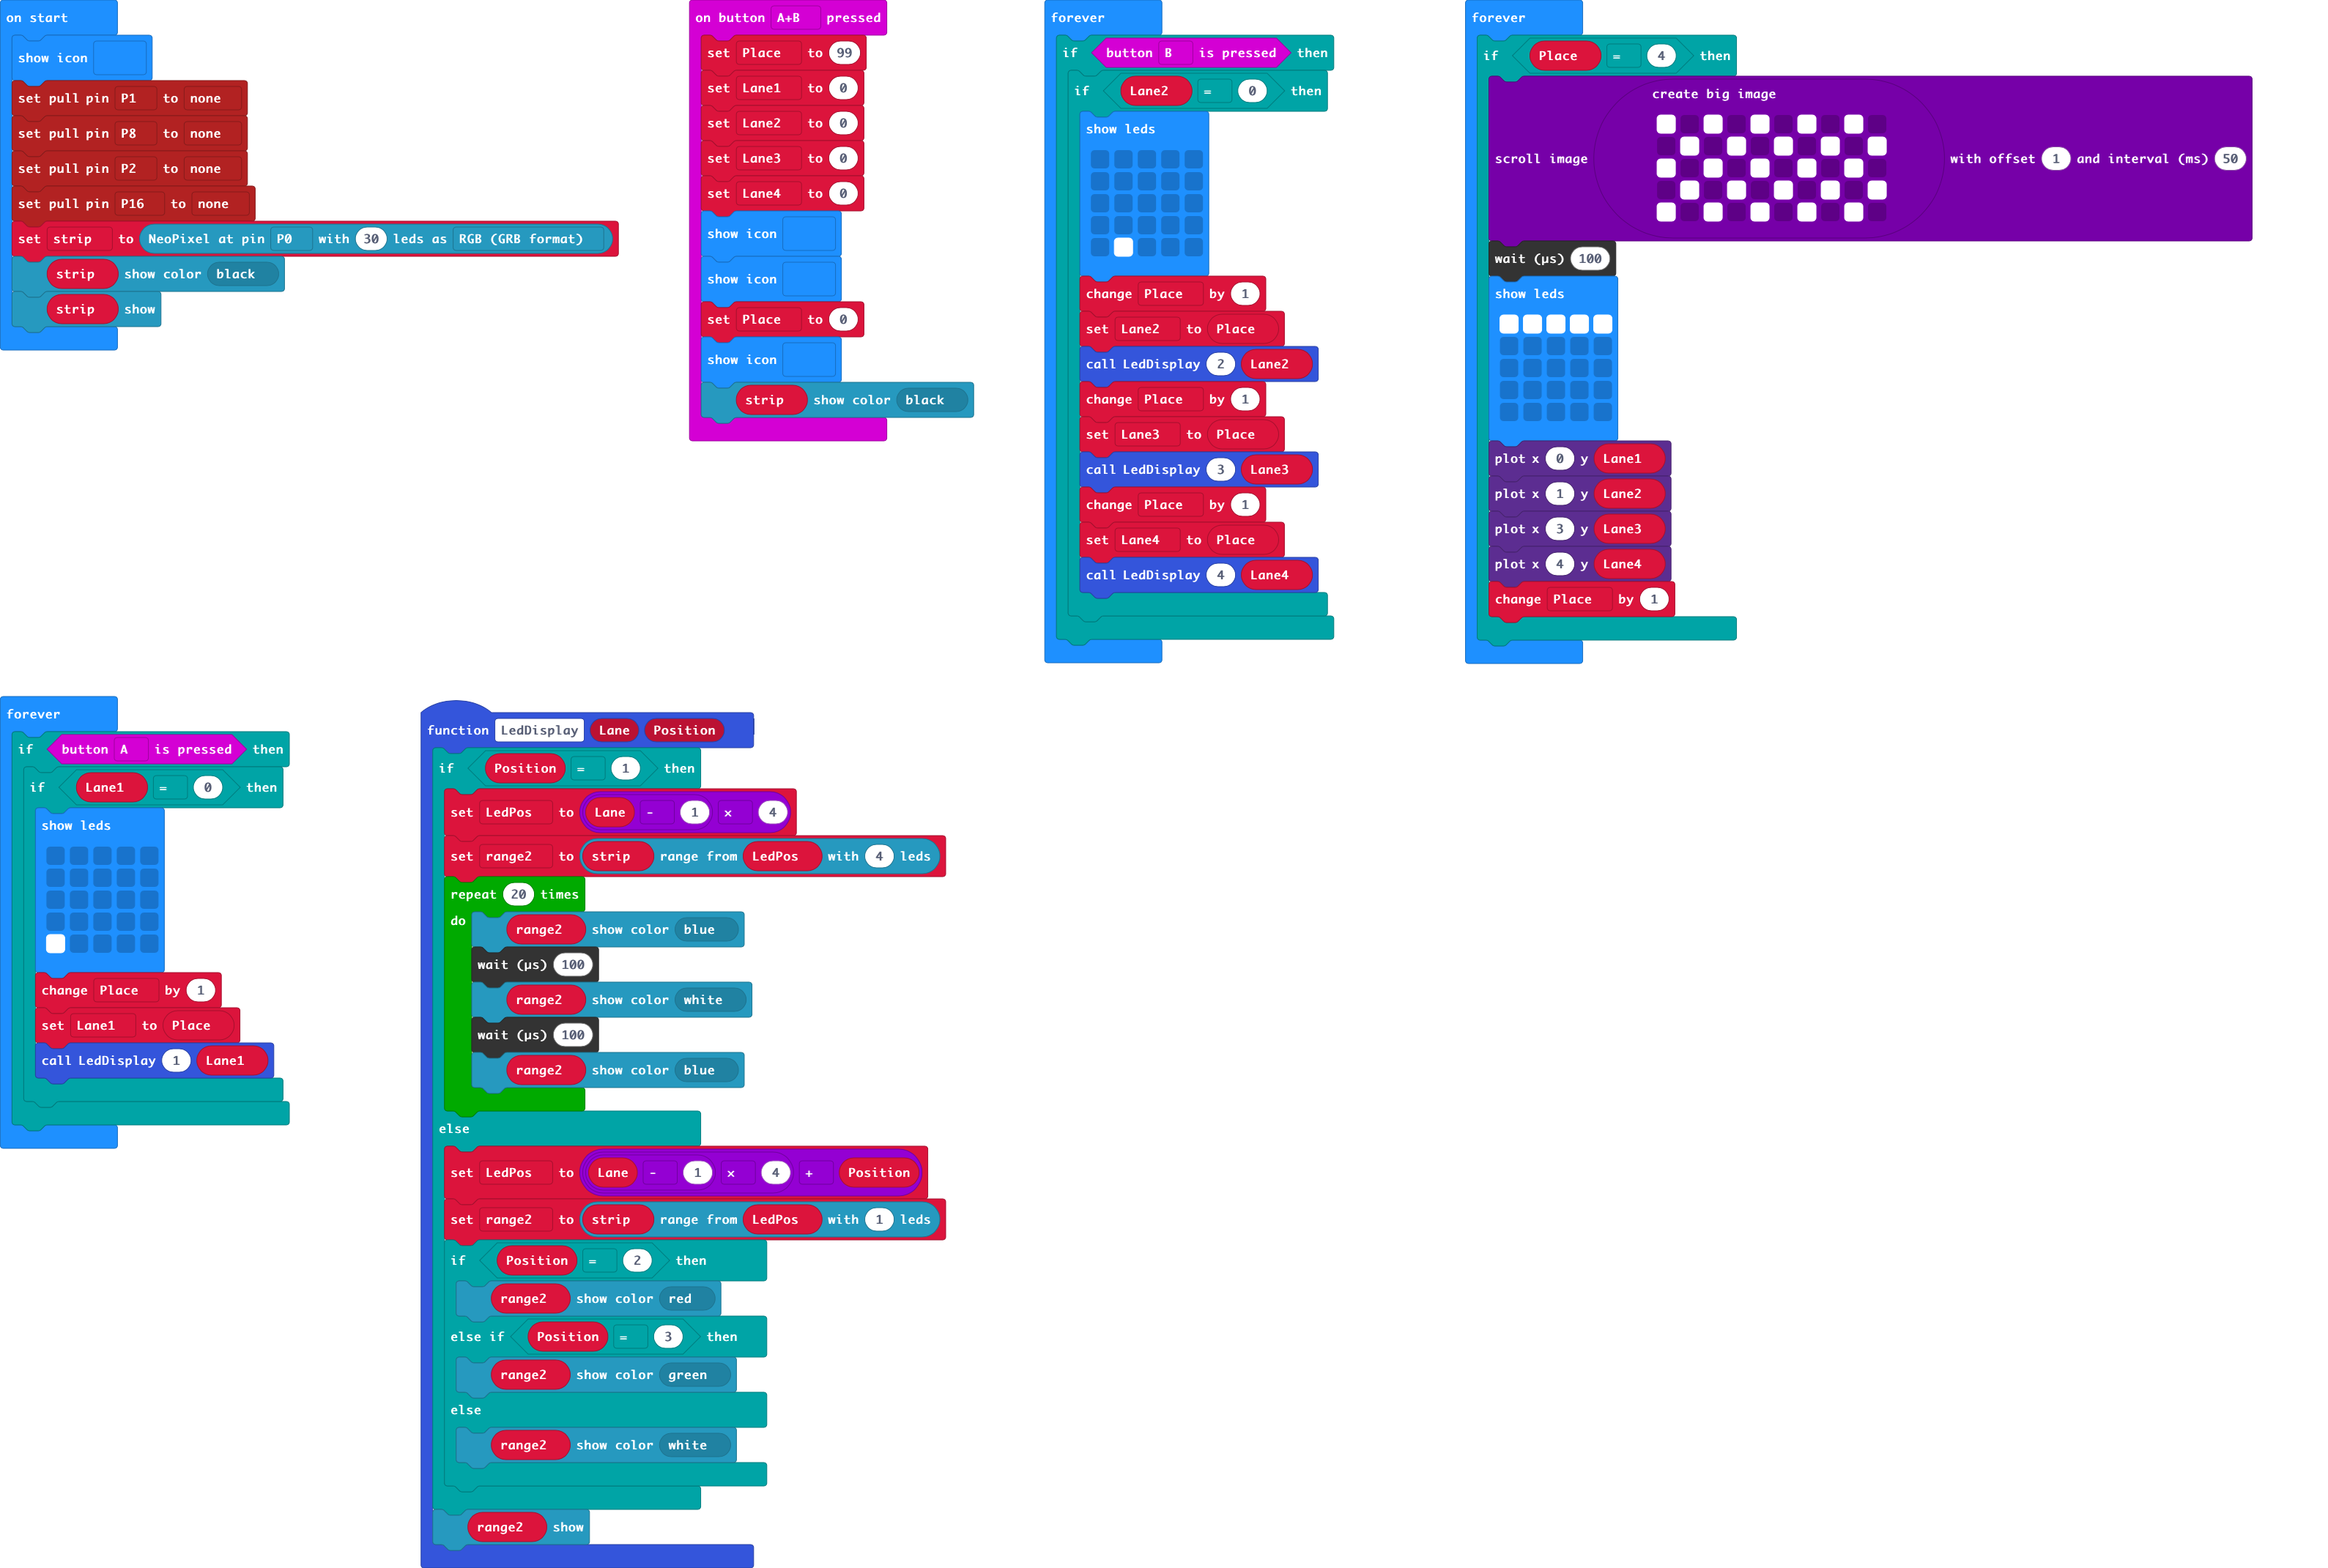 on start
show icon
set pull pin P1 to none
set pull pin P8 to none
set pull pin P2 to none
set pull pin P16 to none
set strip to NeoPixel at pin P0 with 30 leds as RGB (GRB format)
strip show color black
strip show
on button A+B pressed
set Place to 99
set Lane1 to 0
set Lane2 to 0
set Lane3 to 0
set Lane4 to 0
show icon
show icon
set Place to 0
show icon
strip show color black
forever
if button B is pressed then
if Lane2 = 0 then
show leds
change Place by 1
set Lane2 to Place
call LedDisplay 2 Lane2
change Place by 1
set Lane3 to Place
call LedDisplay 3 Lane3
change Place by 1
set Lane4 to Place
call LedDisplay 4 Lane4
forever
if Place = 4 then
create big image
scroll image with offset 1 and interval (ms) 50
wait (µs) 100
show leds
plot x 0 y Lane1
plot x 1 y Lane2
plot x 3 y Lane3
plot x 4 y Lane4
change Place by 1
forever
if button A is pressed then
if Lane1 = 0 then
show leds
change Place by 1
set Lane1 to Place
call LedDisplay 1 Lane1
function LedDisplay Lane Position
if Position = 1 then
set LedPos to Lane - 1 × 4
set range2 to strip range from LedPos with 4 leds
repeat 20 times
do
range2 show color blue
wait (µs) 100
range2 show color white
wait (µs) 100
range2 show color blue
else
set LedPos to Lane - 1 × 4 + Position
set range2 to strip range from LedPos with 1 leds
if Position = 2 then
range2 show color red
else if Position = 3 then
range2 show color green
else
range2 show color white
range2 show